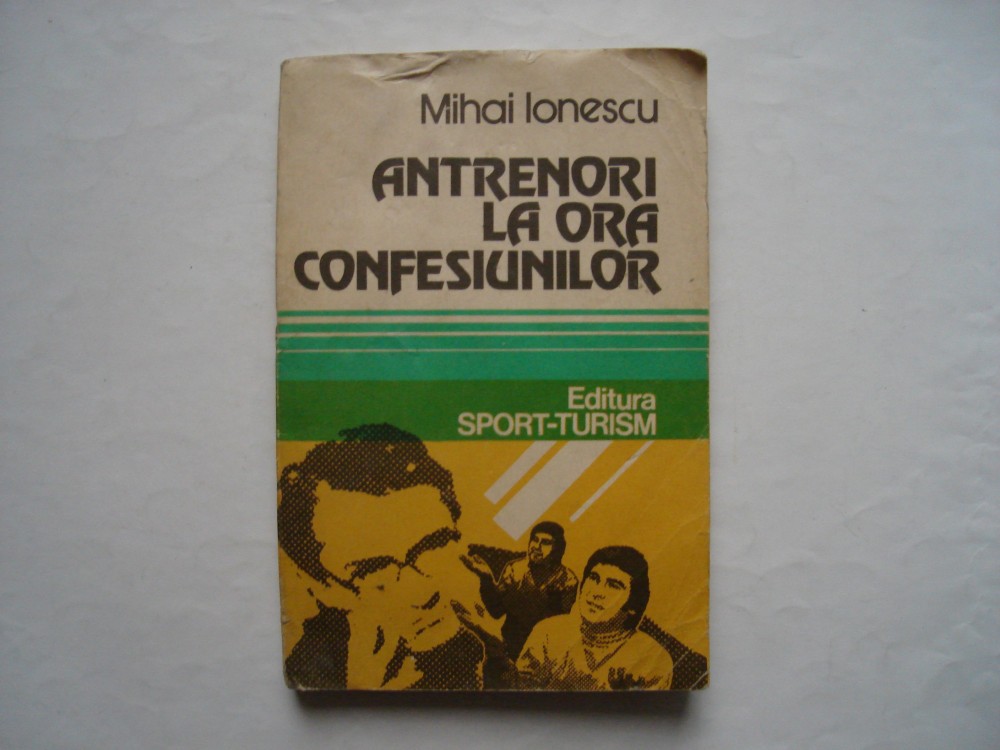 Mihai Ionescu
ANTRENORI
LA ORA
CONFESIUNILOR
Editura
SPORT-TURISM